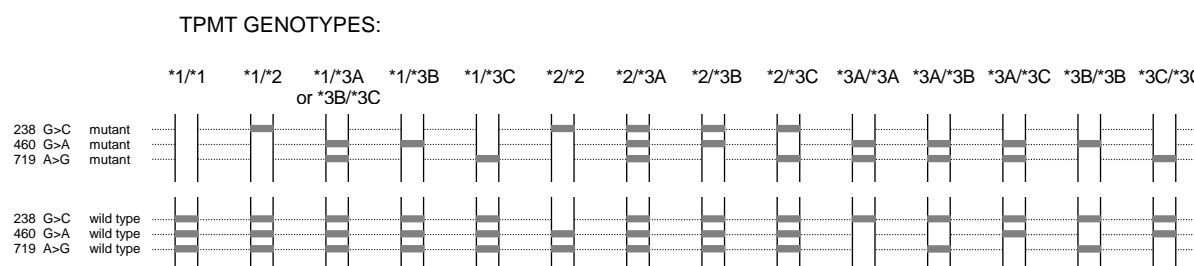 TPMT GENOTYPES:
*1/*1 *1/*2 *1/*3A *1/*3B *1/*3C *2/*2 *2/*3A *2/*3B *2/*3C *3A/*3A *3A/*3B *3A/*3C *3B/*3B *3C/*3C
or *3B/*3C
238 G>C mutant
460 G>A mutant
719 A>G mutant
238 G>C wild type
460 G>A wild type
719 A>G wild type